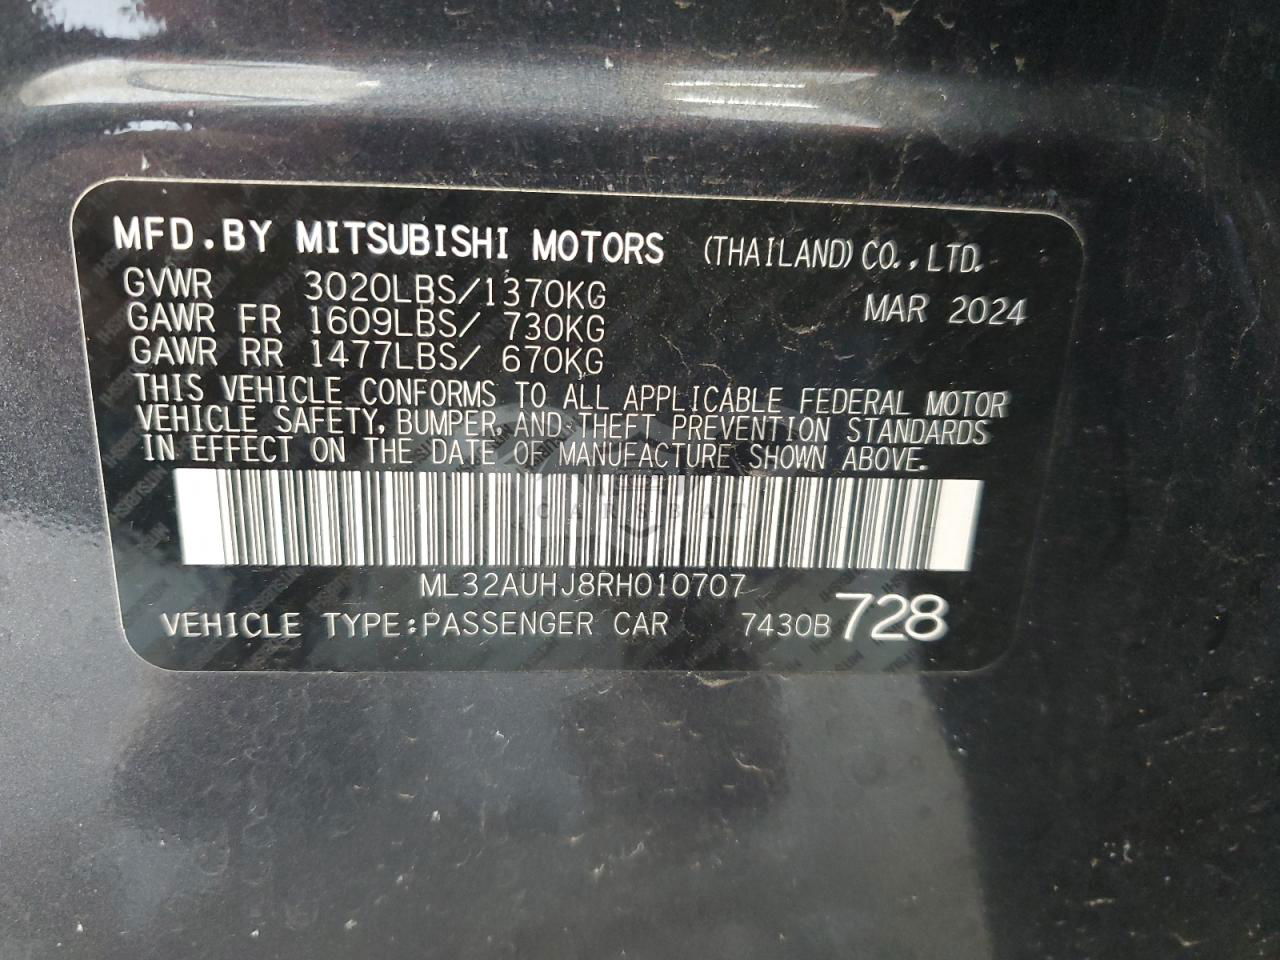 MFD.BY MITSUBISHI MOTORS (THAILAND) CO.,LTD.
GVWR 3020LBS/1370KG MAR 2024
GAWR FR 1609LBS/ 730KG
GAWR RR 1477LBS/ 670KG
THIS VEHICLE CONFORMS TO ALL APPLICABLE FEDERAL MOTOR
VEHICLE SAFETY, BUMPER, AND THEFT PREVENTION STANDARDS
IN EFFECT ON THE DATE OF MANUFACTURE SHOWN ABOVE.
CARSBAT
ML32AUHJ8RH010707
VEHICLE TYPE:PASSENGER CAR 7430B 728